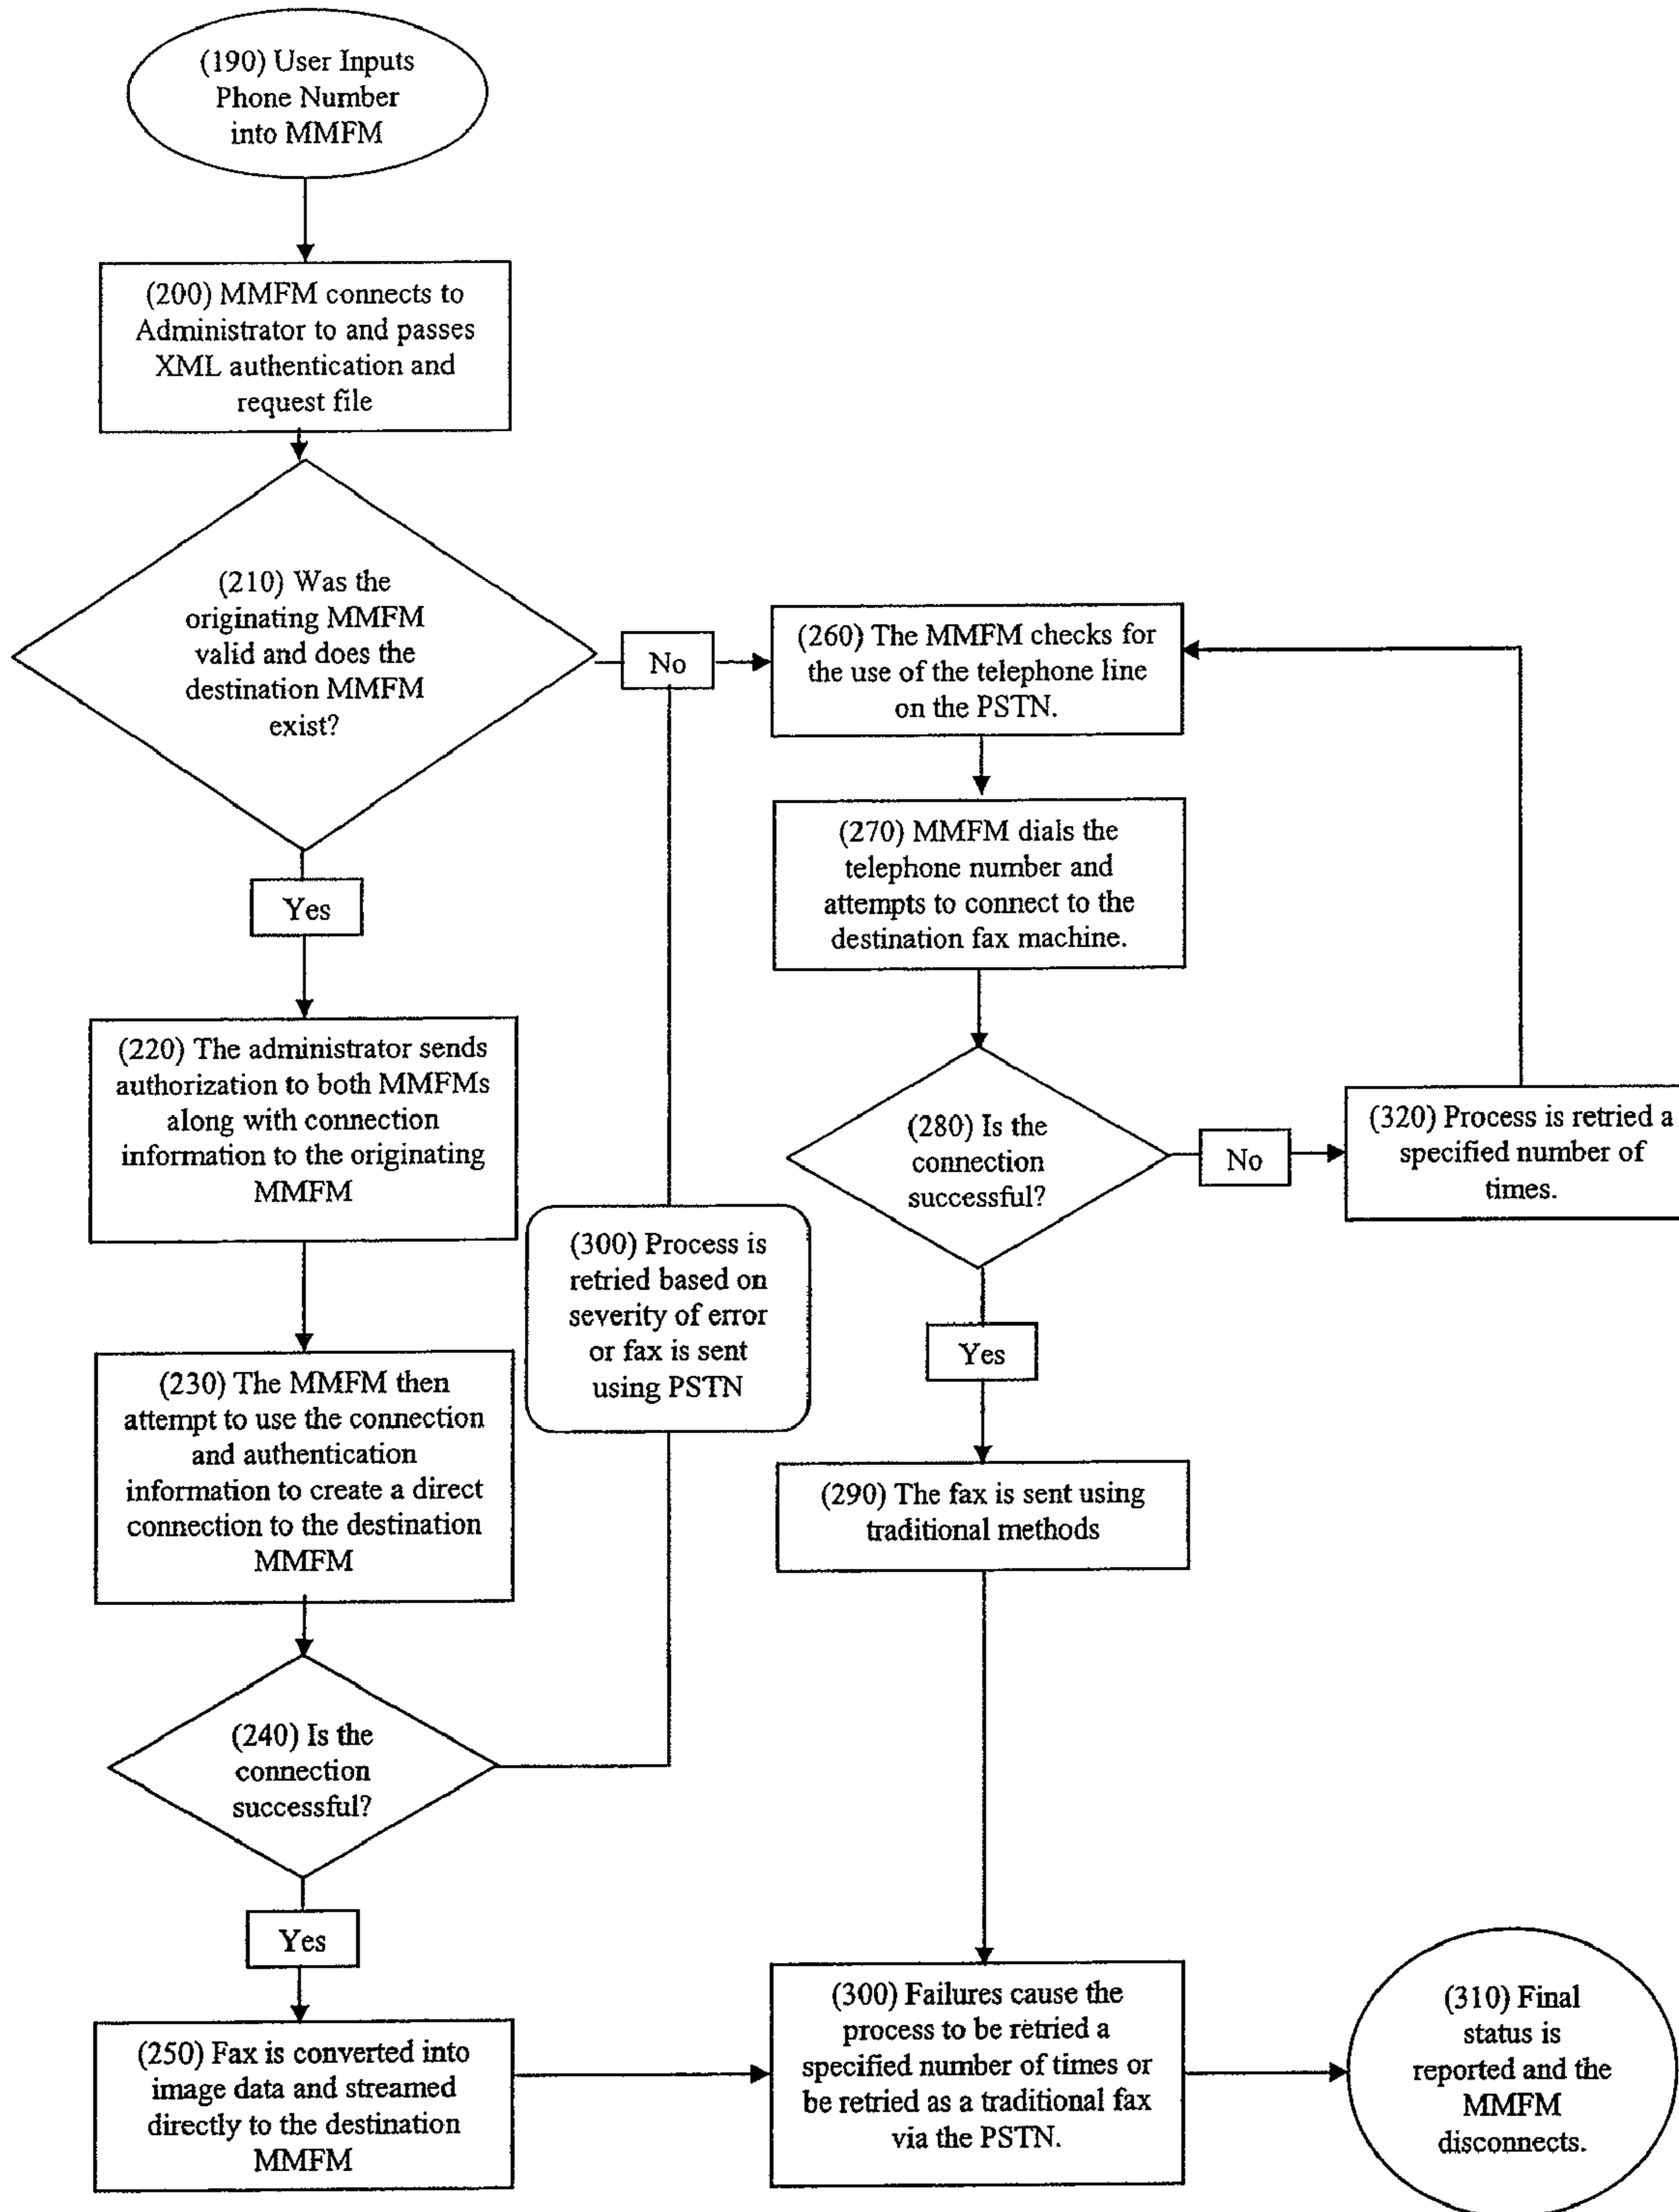 (190) User Inputs
Phone Number
into MMFM
(200) MMFM connects to
Administrator to and passes
XML authentication and
request file
(210) Was the
originating MMFM
valid and does the
destination MMFM
exist?
No
(260) The MMFM checks for
the use of the telephone line
on the PSTN.
(270) MMFM dials the
telephone number and
attempts to connect to the
destination fax machine.
Yes
(220) The administrator sends
authorization to both MMFMs
along with connection
information to the originating
MMFM
(280) Is the
connection
successful?
No
(320) Process is retried a
specified number of
times.
(300) Process is
retried based on
severity of error
or fax is sent
using PSTN
Yes
(230) The MMFM then
attempt to use the connection
and authentication
information to create a direct
connection to the destination
MMFM
(290) The fax is sent using
traditional methods
(240) Is the
connection
successful?
Yes
(250) Fax is converted into
image data and streamed
directly to the destination
MMFM
(300) Failures cause the
process to be retried a
specified number of times or
be retried as a traditional fax
via the PSTN.
(310) Final
status is
reported and the
MMFM
disconnects.